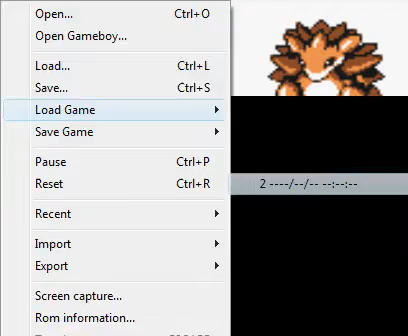 Open... Ctrl+O
Open Gameboy...
Load... Ctrl+L
Save... Ctrl+S
Load Game
Save Game
Pause Ctrl+P
Reset Ctrl+R
2 ----/--/-- --:--:--
Recent
Import
Export
Screen capture...
Rom information...